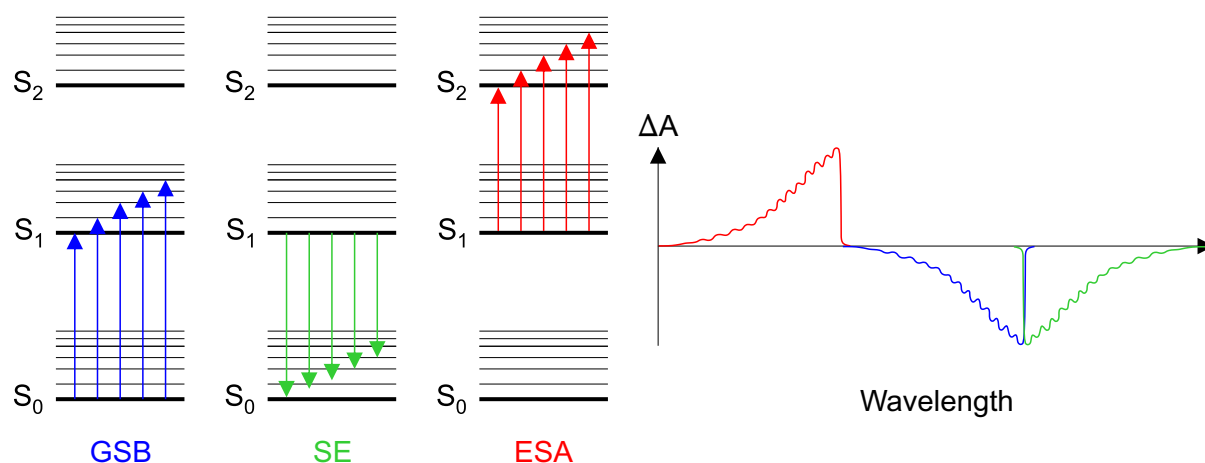 S2 S2 S2
S1 S1 S1
S0 S0 S0
GSB SE ESA
ΔA
Wavelength